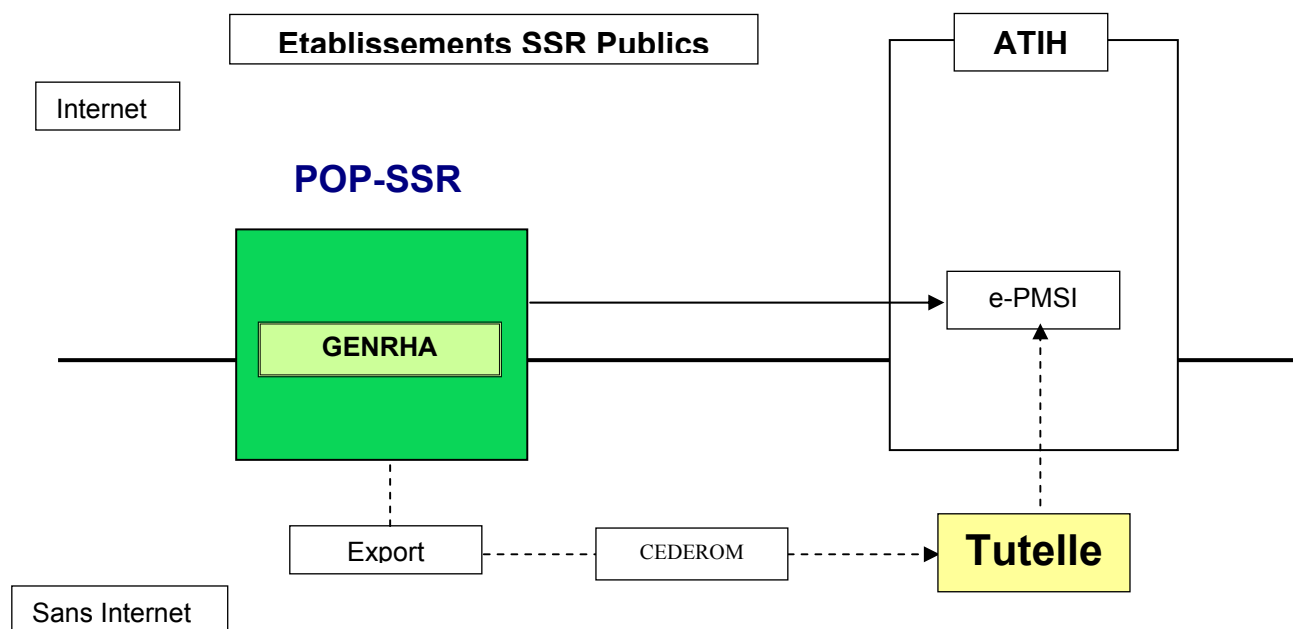 Etablissements SSR Publics
ATIH
Internet
POP-SSR
e-PMSI
GENRHA
Export
CEDEROM
Tutelle
Sans Internet